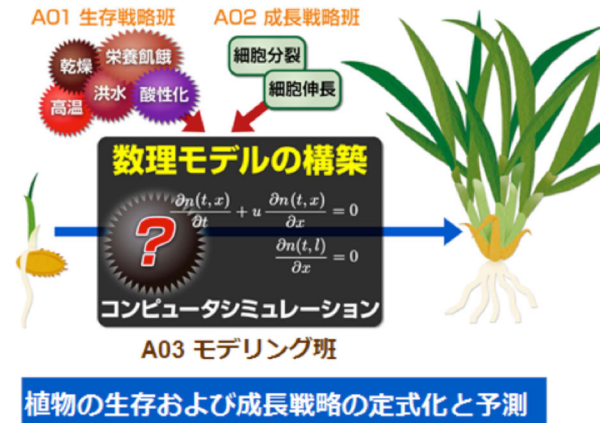 A01 生存戦略班
A02 成長戦略班
乾燥
栄養飢餓
高温
洪水
酸性化
細胞分裂
細胞伸長
数理モデルの構築
?
∂n(t,x)/∂t + u ∂n(t,x)/∂x = 0
∂n(t,l)/∂x = 0
コンピュータシミュレーション
A03 モデリング班
植物の生存および成長戦略の定式化と予測